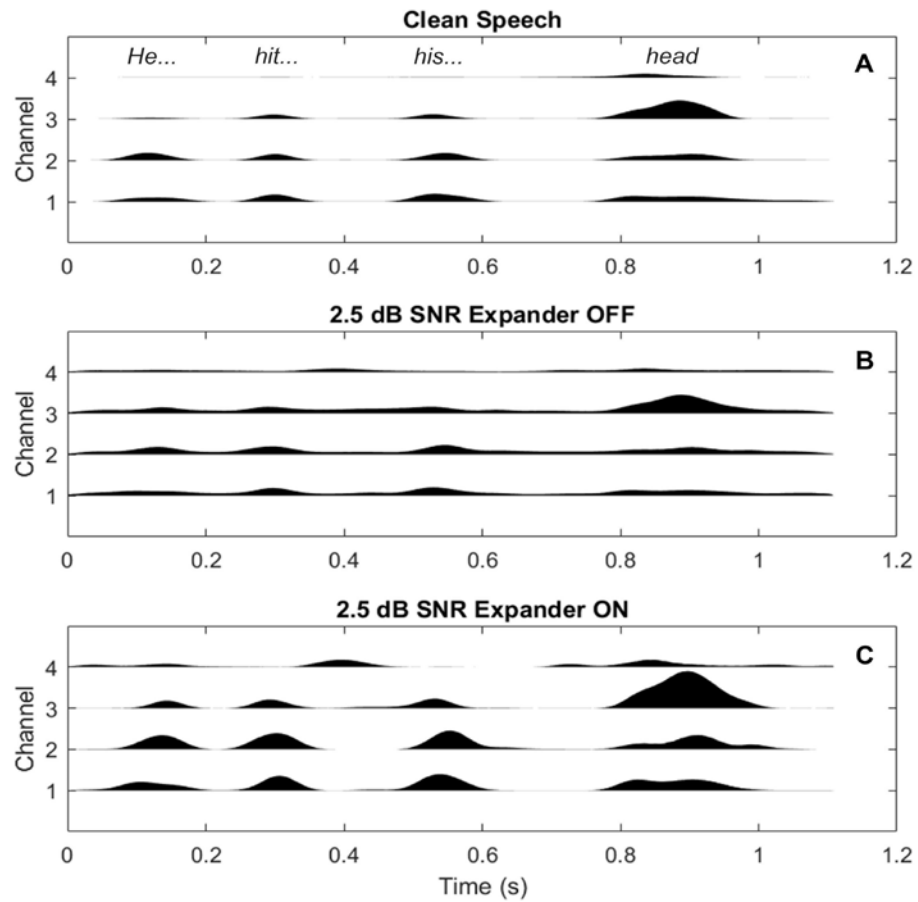 Clean Speech
He... hit... his... head
A
4
3
2
1
Channel
0 0.2 0.4 0.6 0.8 1 1.2
2.5 dB SNR Expander OFF
B
4
3
2
1
Channel
0 0.2 0.4 0.6 0.8 1 1.2
2.5 dB SNR Expander ON
C
4
3
2
1
Channel
0 0.2 0.4 0.6 0.8 1 1.2
Time (s)